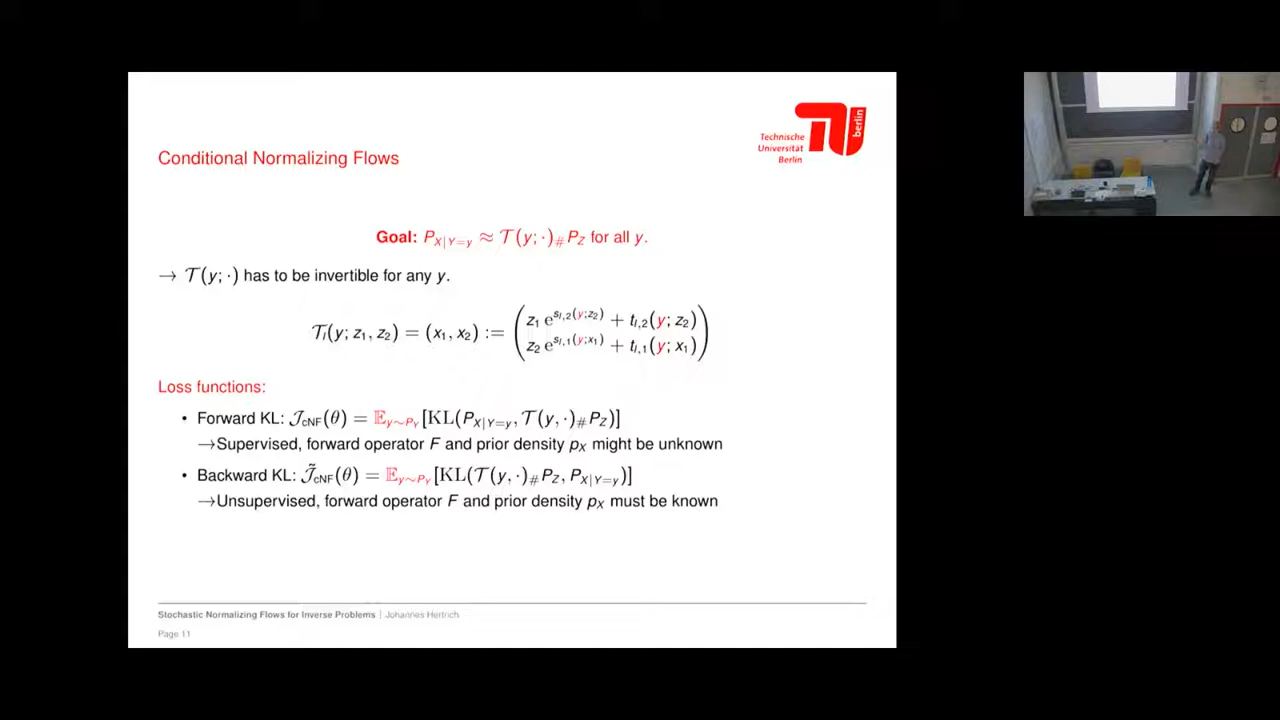 Technische
Universität
Berlin
berlin
Conditional Normalizing Flows
Goal: P_{X|Y=y} ≈ 𝒯(y; ·)_# P_Z for all y.
→ 𝒯(y; ·) has to be invertible for any y.
𝒯_l(y; z_1, z_2) = (x_1, x_2) := ( z_1 e^{s_{l,2}(y;z_2)} + t_{l,2}(y; z_2)
z_2 e^{s_{l,1}(y;x_1)} + t_{l,1}(y; x_1) )
Loss functions:
• Forward KL: 𝒥_{cNF}(θ) = 𝔼_{y∼P_Y}[KL(P_{X|Y=y}, 𝒯(y, ·)_# P_Z)]
→Supervised, forward operator F and prior density p_X might be unknown
• Backward KL: 𝒥̃_{cNF}(θ) = 𝔼_{y∼P_Y}[KL(𝒯(y, ·)_# P_Z, P_{X|Y=y})]
→Unsupervised, forward operator F and prior density p_X must be known
Stochastic Normalizing Flows for Inverse Problems | Johannes Hertrich
Page 11